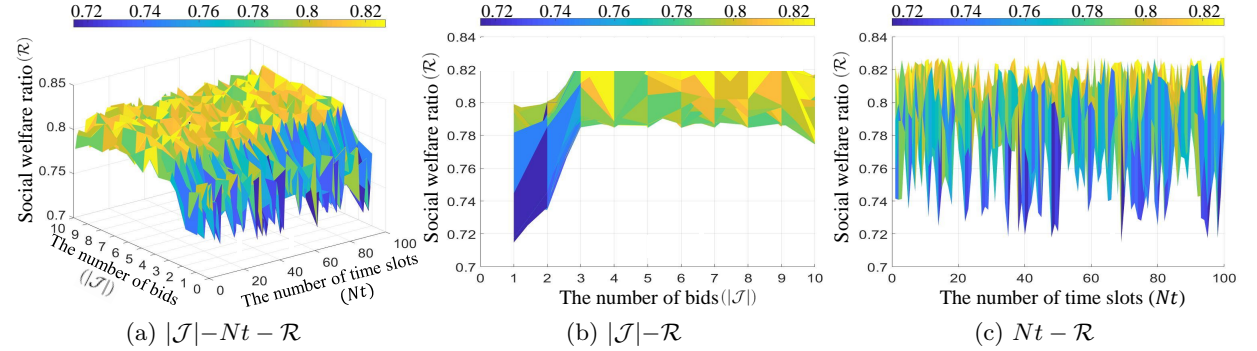 0.72 0.74 0.76 0.78 0.8 0.82
Social welfare ratio (R)
0.85
0.8
0.75
0.7
10 9 8 7 6 5 4 3 2 1 0
The number of bids
(|J|)
0 20 40 60 80 100
The number of time slots
(Nt)
(a) |J|−Nt − R
0.72 0.74 0.76 0.78 0.8 0.82
Social welfare ratio (R)
0.84
0.82
0.8
0.78
0.76
0.74
0.72
0.7
0 1 2 3 4 5 6 7 8 9 10
The number of bids (|J|)
(b) |J|−R
0.72 0.74 0.76 0.78 0.8 0.82
Social welfare ratio (R)
0.84
0.82
0.8
0.78
0.76
0.74
0.72
0.7
0 20 40 60 80 100
The number of time slots (Nt)
(c) Nt − R